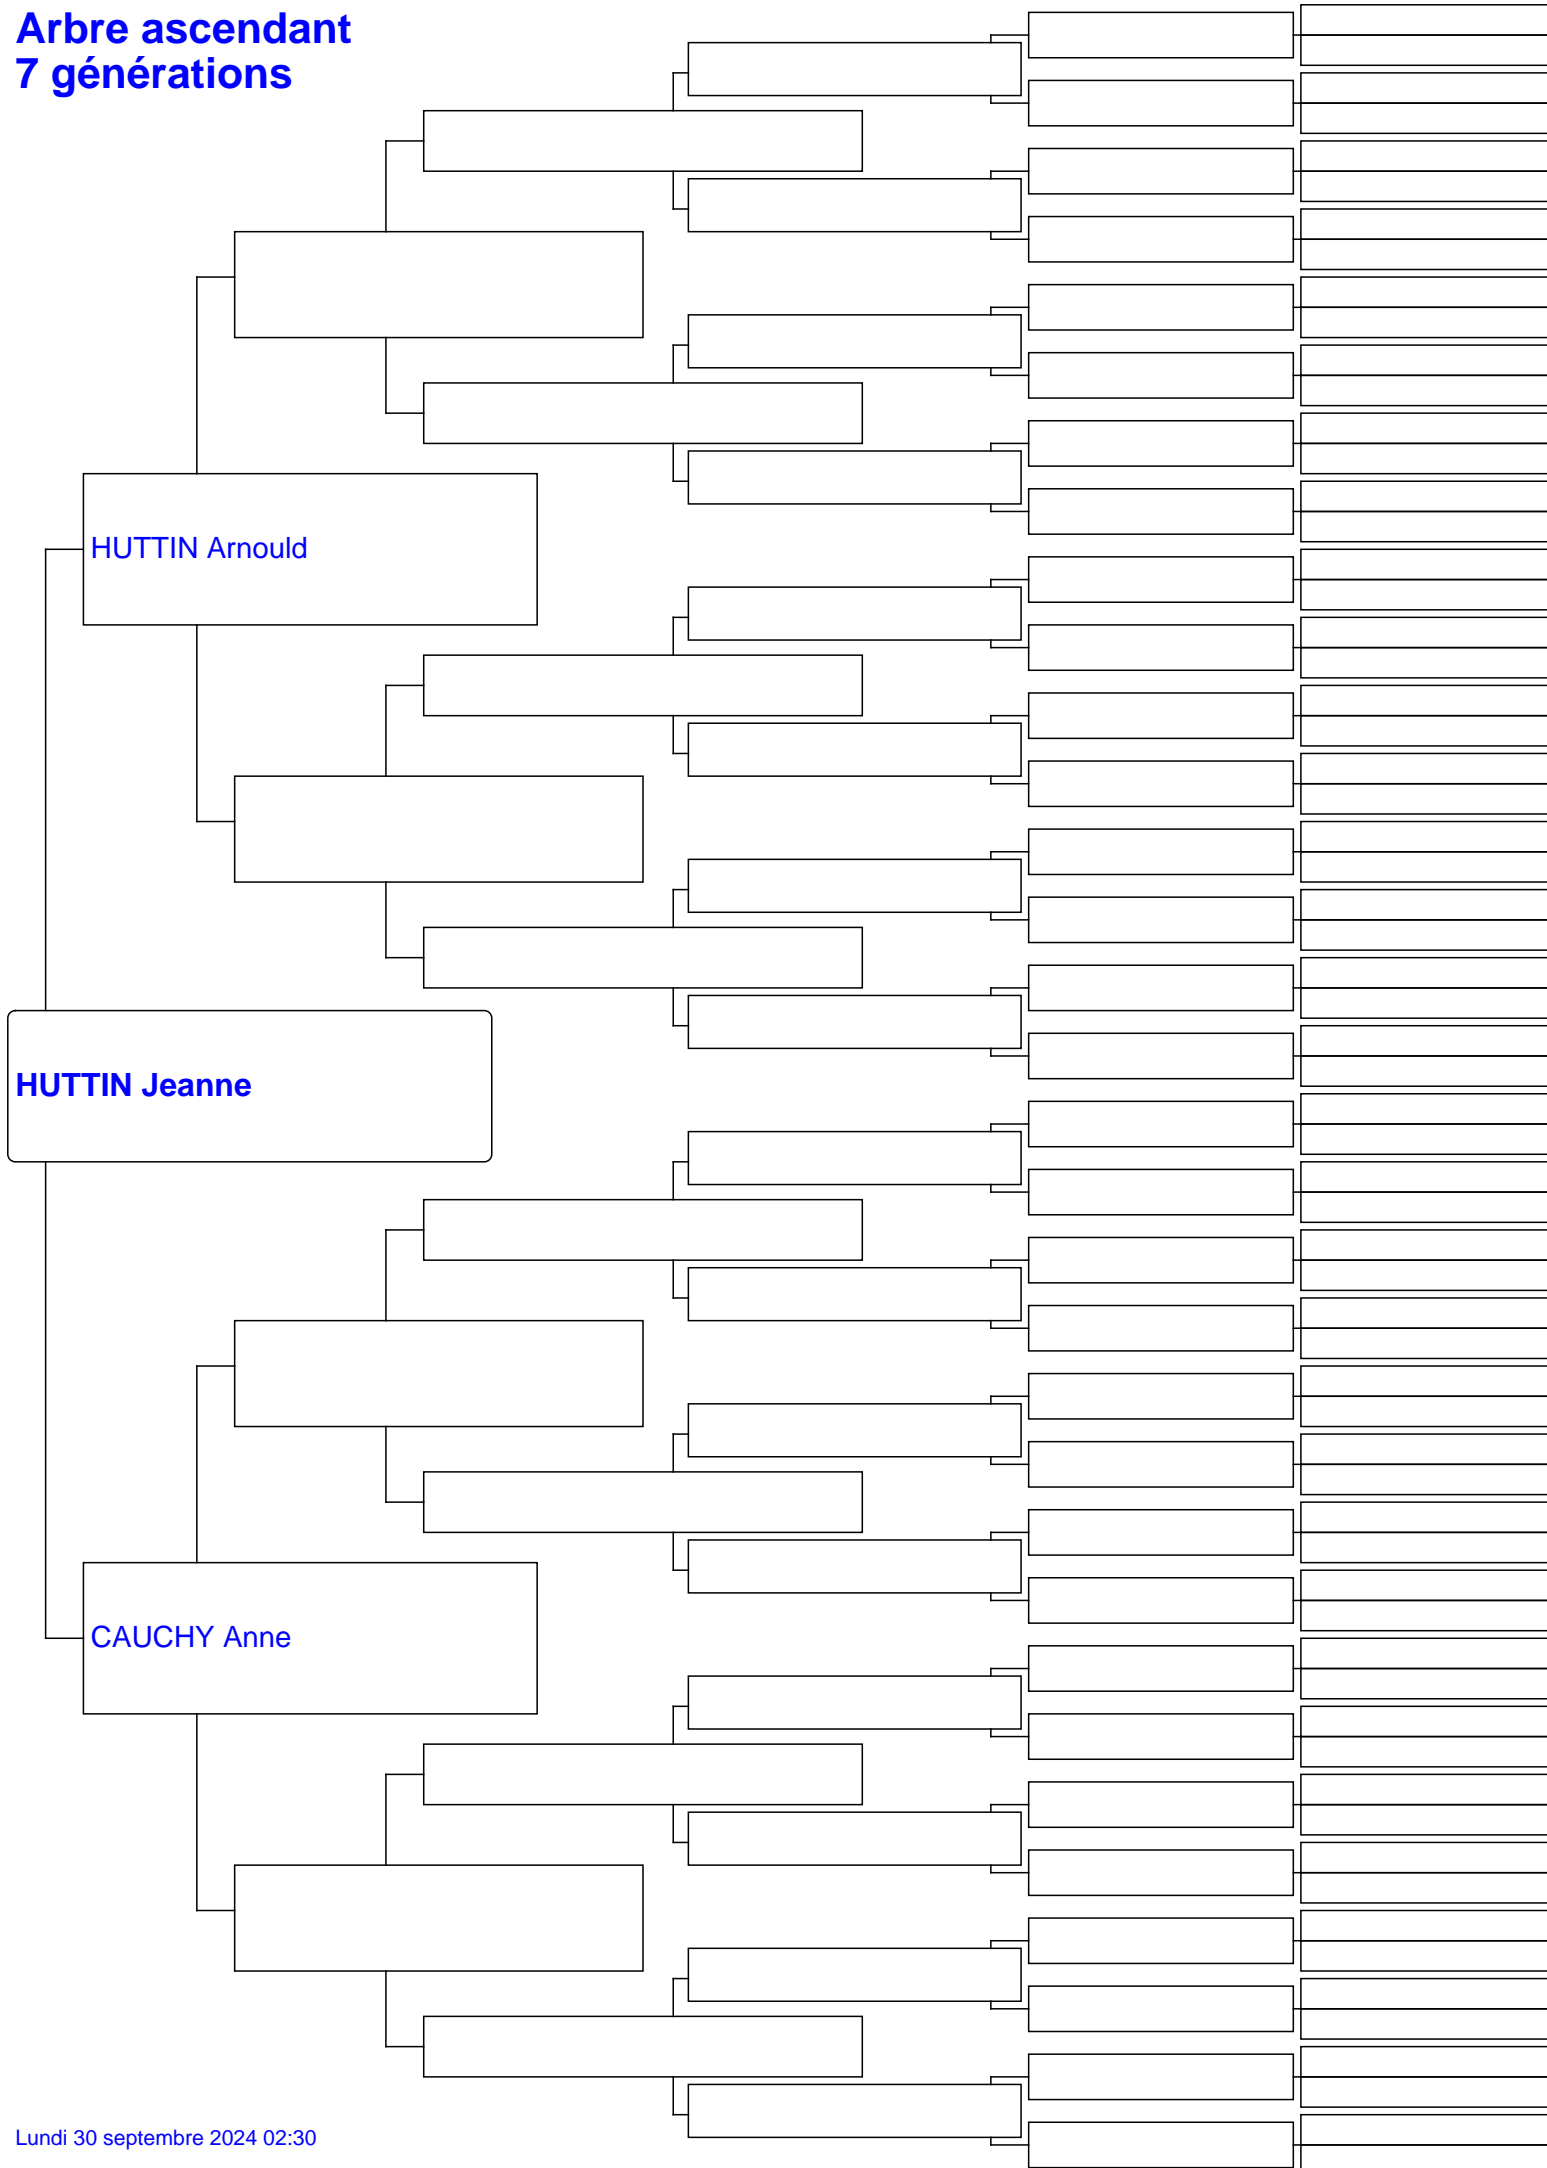 Arbre ascendant
7 générations
HUTTIN Arnould
HUTTIN Jeanne
CAUCHY Anne
Lundi 30 septembre 2024 02:30